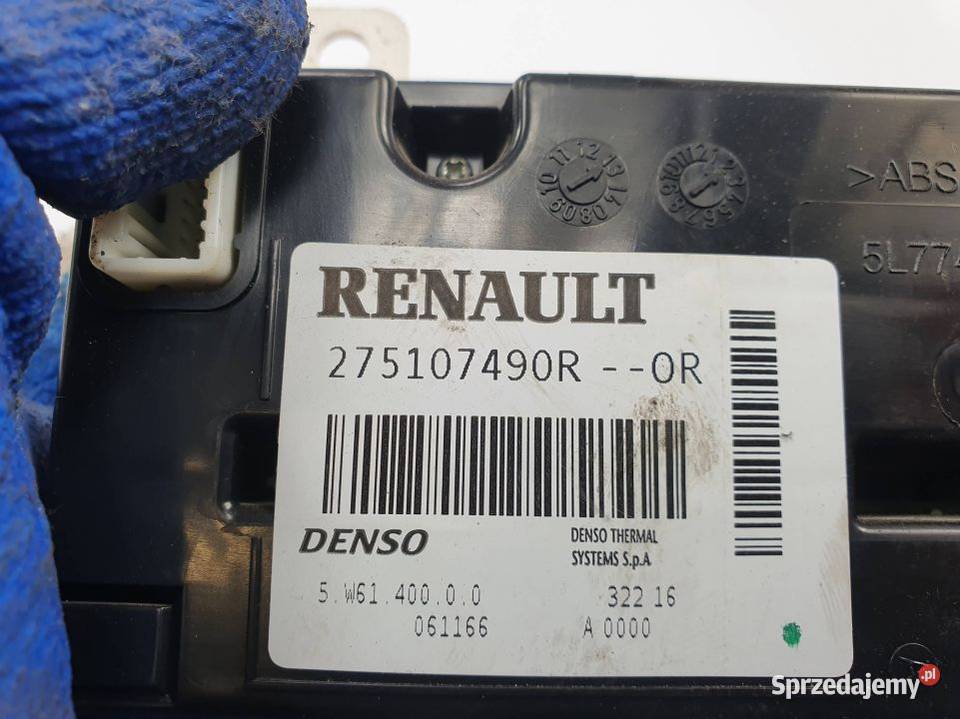 >ABS
5L774
RENAULT
275107490R --0R
DENSO
DENSO THERMAL
SYSTEMS S.p.A
5.W61.400.0.0
322 16
061166
A 0000
Sprzedajemy.pl